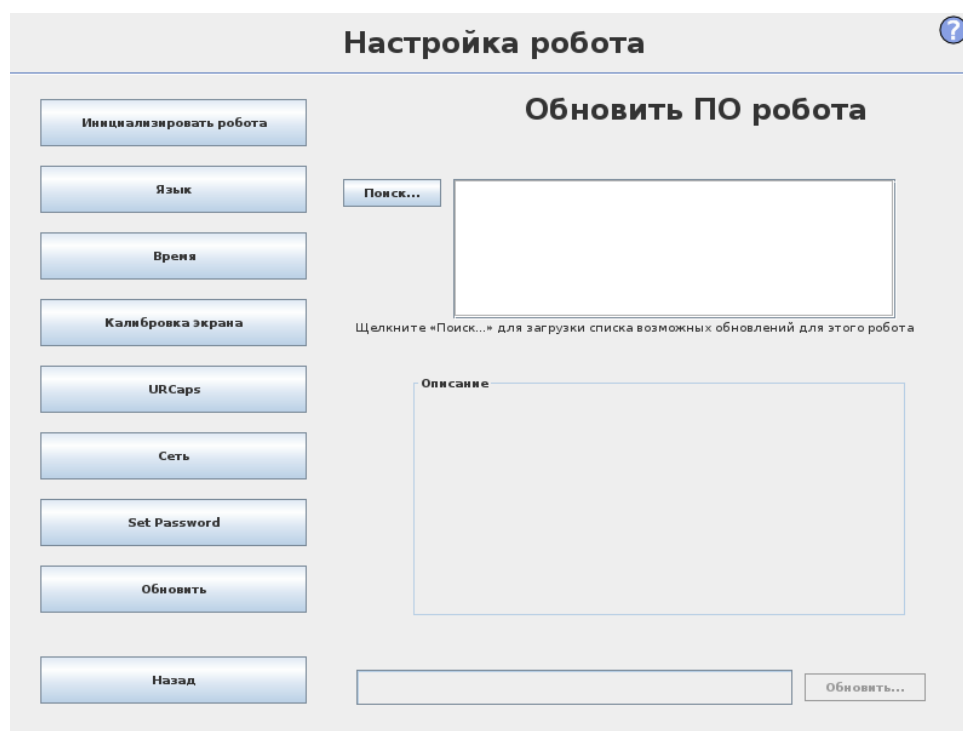 Настройка робота
?
Обновить ПО робота
Инициализировать робота
Язык
Время
Калибровка экрана
URCaps
Сеть
Set Password
Обновить
Назад
Поиск...
Щелкните «Поиск...» для загрузки списка возможных обновлений для этого робота
Описание
Обновить...